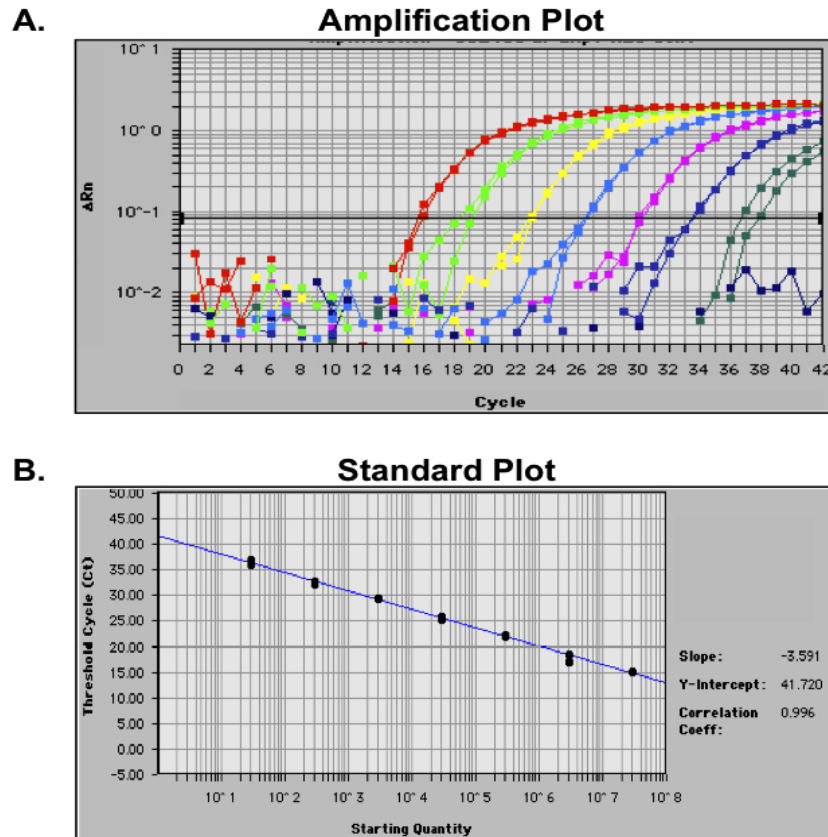 A. Amplification Plot
10^ 1
10^ 0
10^-1
10^-2
ΔRn
0 2 4 6 8 10 12 14 16 18 20 22 24 26 28 30 32 34 36 38 40 42
Cycle
B. Standard Plot
50.00
45.00
40.00
35.00
30.00
25.00
20.00
15.00
10.00
5.00
0.00
-5.00
Threshold Cycle (Ct)
10^ 1 10^ 2 10^ 3 10^ 4 10^ 5 10^ 6 10^ 7 10^ 8
Starting Quantity
Slope: -3.591
Y-Intercept: 41.720
Correlation 0.996
Coeff: